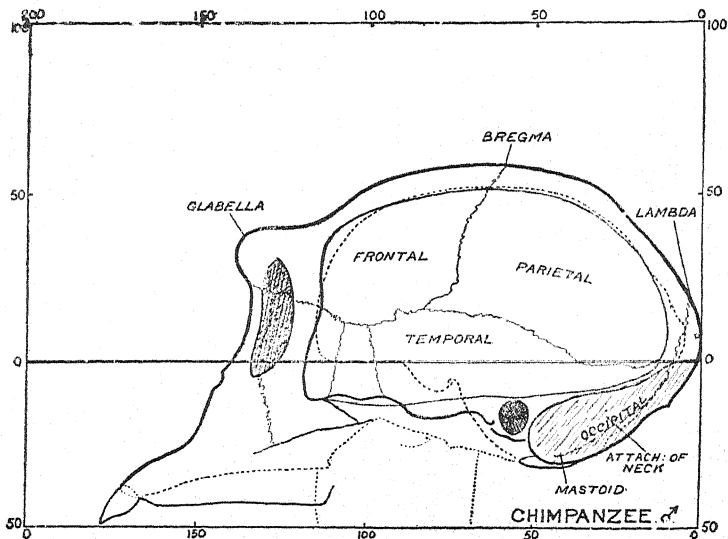 200 150 100 50 0
100 100
BREGMA
50 50
GLABELLA
LAMBDA
FRONTAL
PARIETAL
TEMPORAL
0 0
OCCIPITAL
ATTACH: OF
NECK
MASTOID
CHIMPANZEE ♂
50 50
150 100 50 0